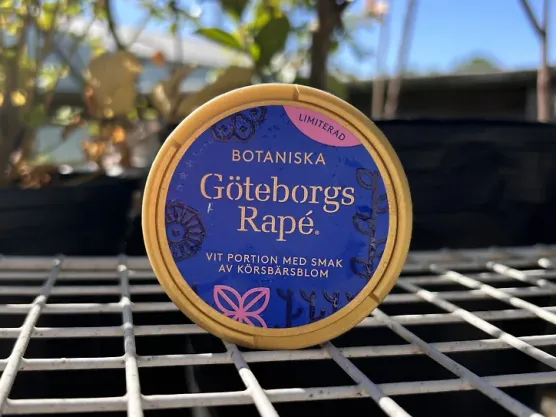 LIMITERAD
BOTANISKA
Göteborgs
Rapé.
VIT PORTION MED SMAK
AV KÖRSBÄRSBLOM